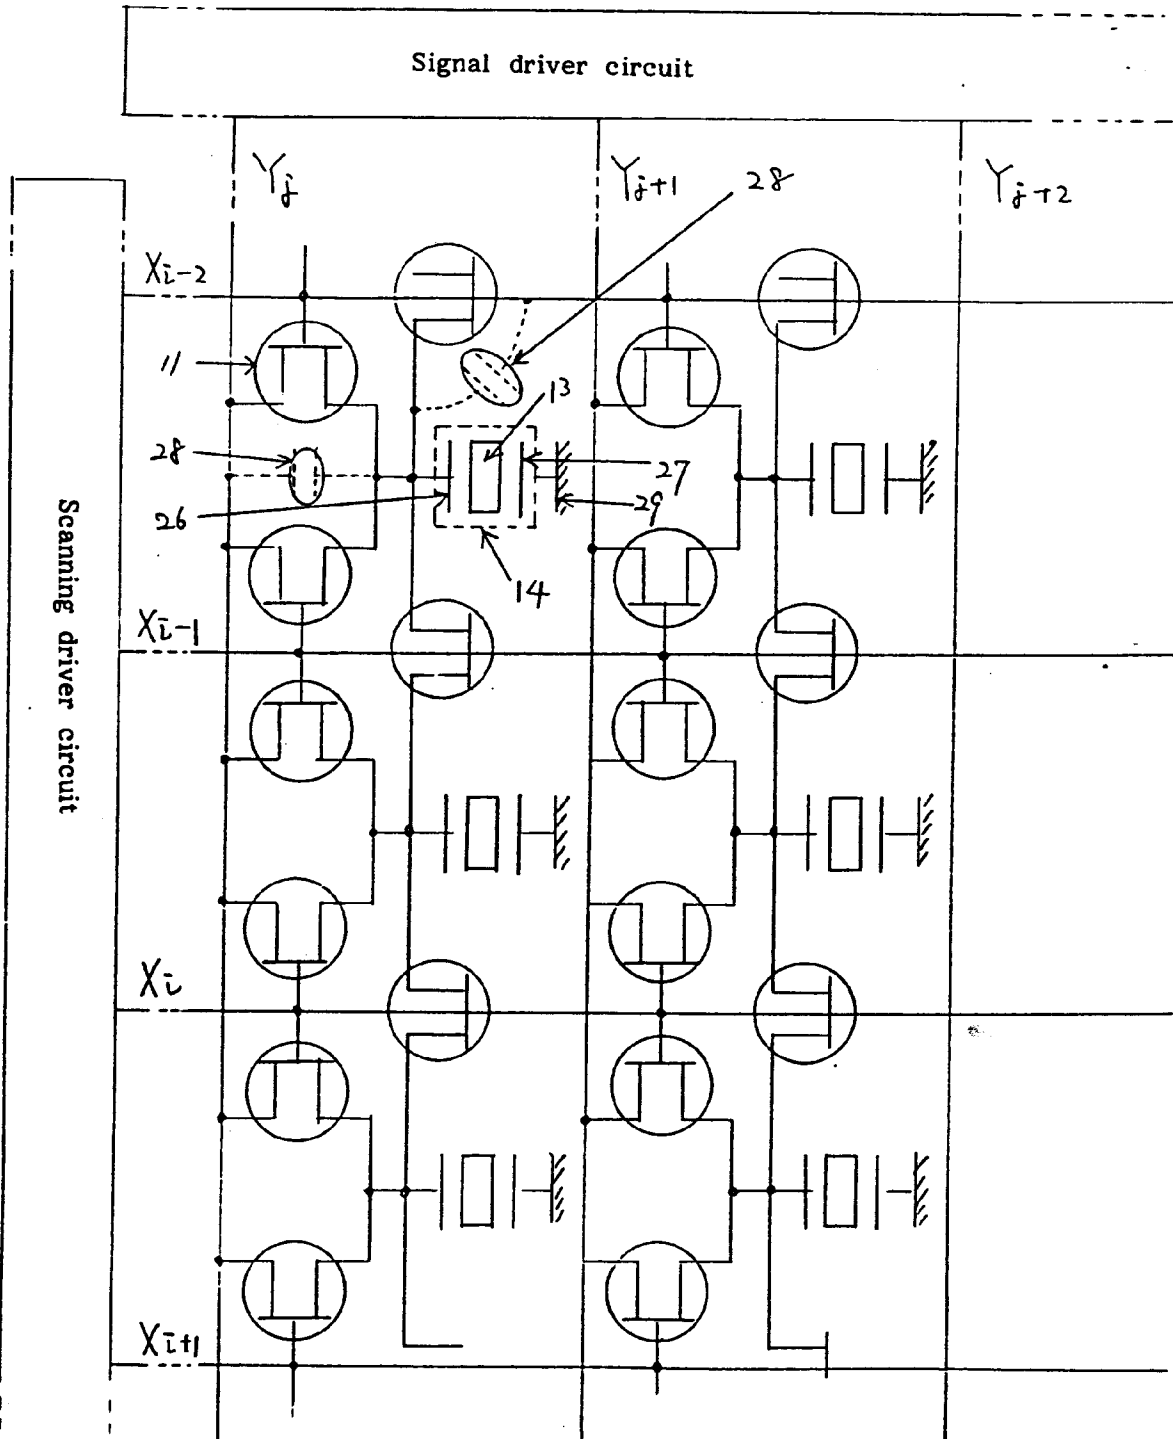 Signal driver circuit
Yj
Yj+1
28
Yj+2
Xi-2
11
13
28
27
26
29
14
Xi-1
Scanning driver circuit
Xi
Xi+1